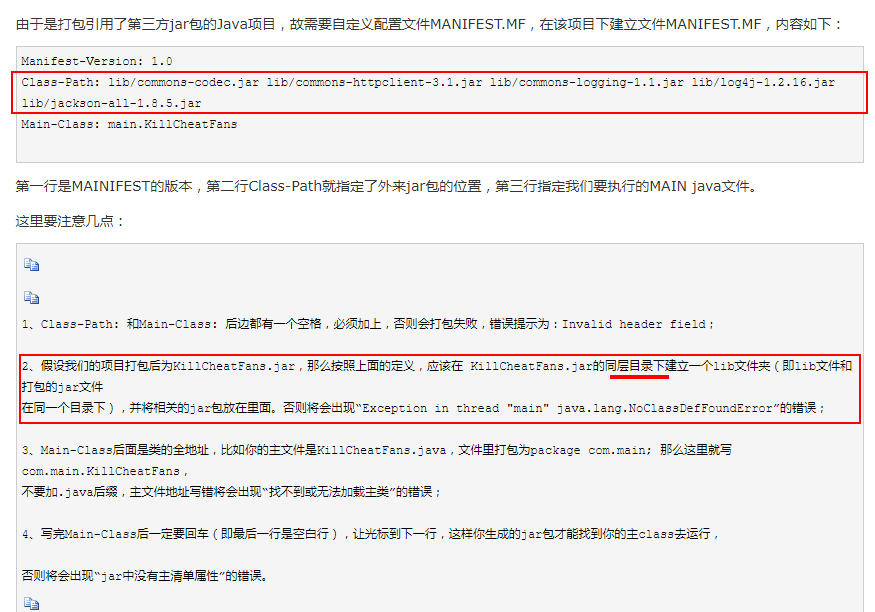 由于是打包引用了第三方jar包的Java项目，故需要自定义配置文件MANIFEST.MF，在该项目下建立文件MANIFEST.MF，内容如下：
Manifest-Version: 1.0
Class-Path: lib/commons-codec.jar lib/commons-httpclient-3.1.jar lib/commons-logging-1.1.jar lib/log4j-1.2.16.jar
lib/jackson-all-1.8.5.jar
Main-Class: main.KillCheatFans
第一行是MAINIFEST的版本，第二行Class-Path就指定了外来jar包的位置，第三行指定我们要执行的MAIN java文件。
这里要注意几点：
1、Class-Path: 和Main-Class: 后边都有一个空格，必须加上，否则会打包失败，错误提示为：Invalid header field；
2、假设我们的项目打包后为KillCheatFans.jar，那么按照上面的定义，应该在 KillCheatFans.jar的同层目录下建立一个lib文件夹（即lib文件和
打包的jar文件
在同一个目录下），并将相关的jar包放在里面。否则将会出现“Exception in thread "main" java.lang.NoClassDefFoundError”的错误；
3、Main-Class后面是类的全地址，比如你的主文件是KillCheatFans.java，文件里打包为package com.main; 那么这里就写
com.main.KillCheatFans，
不要加.java后缀，主文件地址写错将会出现“找不到或无法加载主类”的错误；
4、写完Main-Class后一定要回车（即最后一行是空白行），让光标到下一行，这样你生成的jar包才能找到你的主class去运行，
否则将会出现“jar中没有主清单属性”的错误。